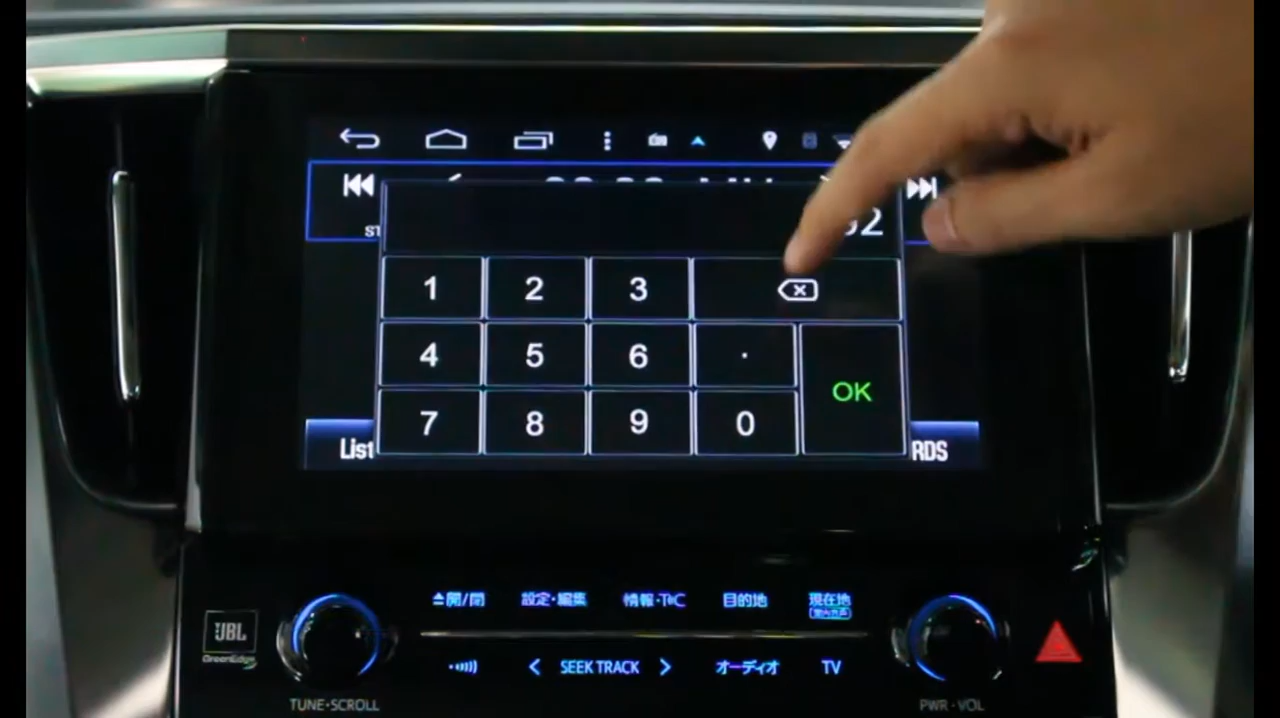 1 2 3
4 5 6 .
OK
7 8 9 0
List
RDS
JBL
GreenEdge
≜開/閉 設定・編集 情報・T®C 目的地 現在地
< SEEK TRACK > オーディオ TV
TUNE・SCROLL
PWR・VOL